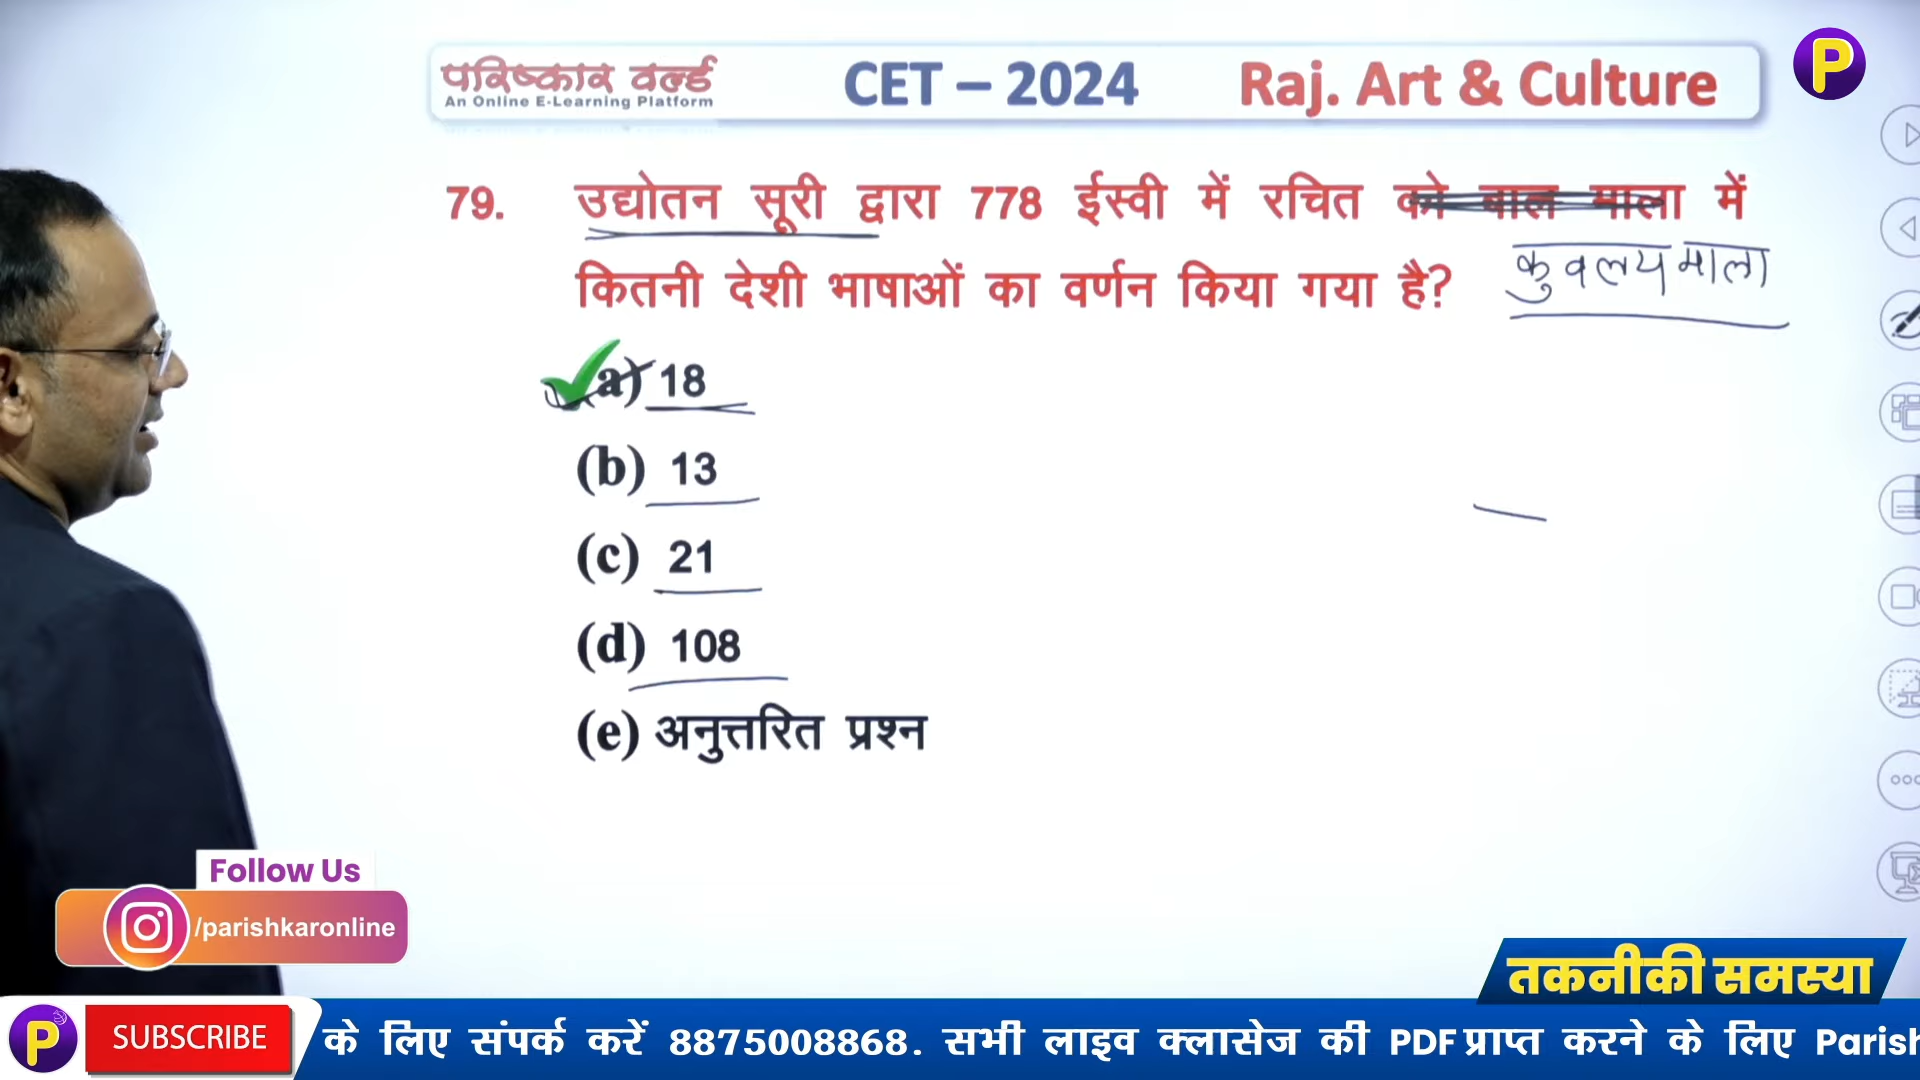 परिष्कार वर्ल्ड
An Online E-Learning Platform
CET – 2024
Raj. Art & Culture
P
79. उद्योतन सूरी द्वारा 778 ईस्वी में रचित को वाल माला में
कुवलयमाला
कितनी देशी भाषाओं का वर्णन किया गया है?
(a) 18
(b) 13
(c) 21
(d) 108
(e) अनुत्तरित प्रश्न
Follow Us
/parishkaronline
तकनीकी समस्या
P
SUBSCRIBE
के लिए संपर्क करें 8875008868. सभी लाइव क्लासेज की PDF प्राप्त करने के लिए Parish